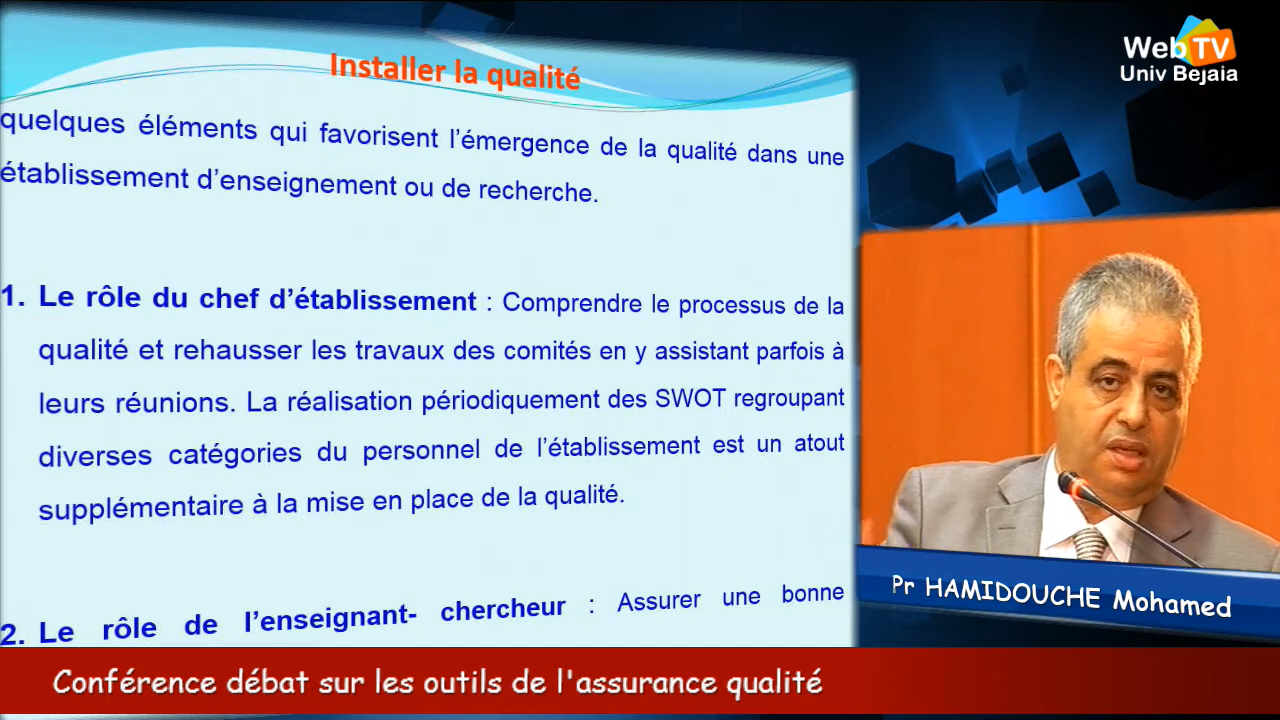 Installer la qualité
quelques éléments qui favorisent l’émergence de la qualité dans une
établissement d’enseignement ou de recherche.
1. Le rôle du chef d’établissement : Comprendre le processus de la
qualité et rehausser les travaux des comités en y assistant parfois à
leurs réunions. La réalisation périodiquement des SWOT regroupant
diverses catégories du personnel de l’établissement est un atout
supplémentaire à la mise en place de la qualité.
2. Le rôle de l’enseignant- chercheur : Assurer une bonne
Web TV
Univ Bejaia
Pr HAMIDOUCHE Mohamed
Conférence débat sur les outils de l'assurance qualité